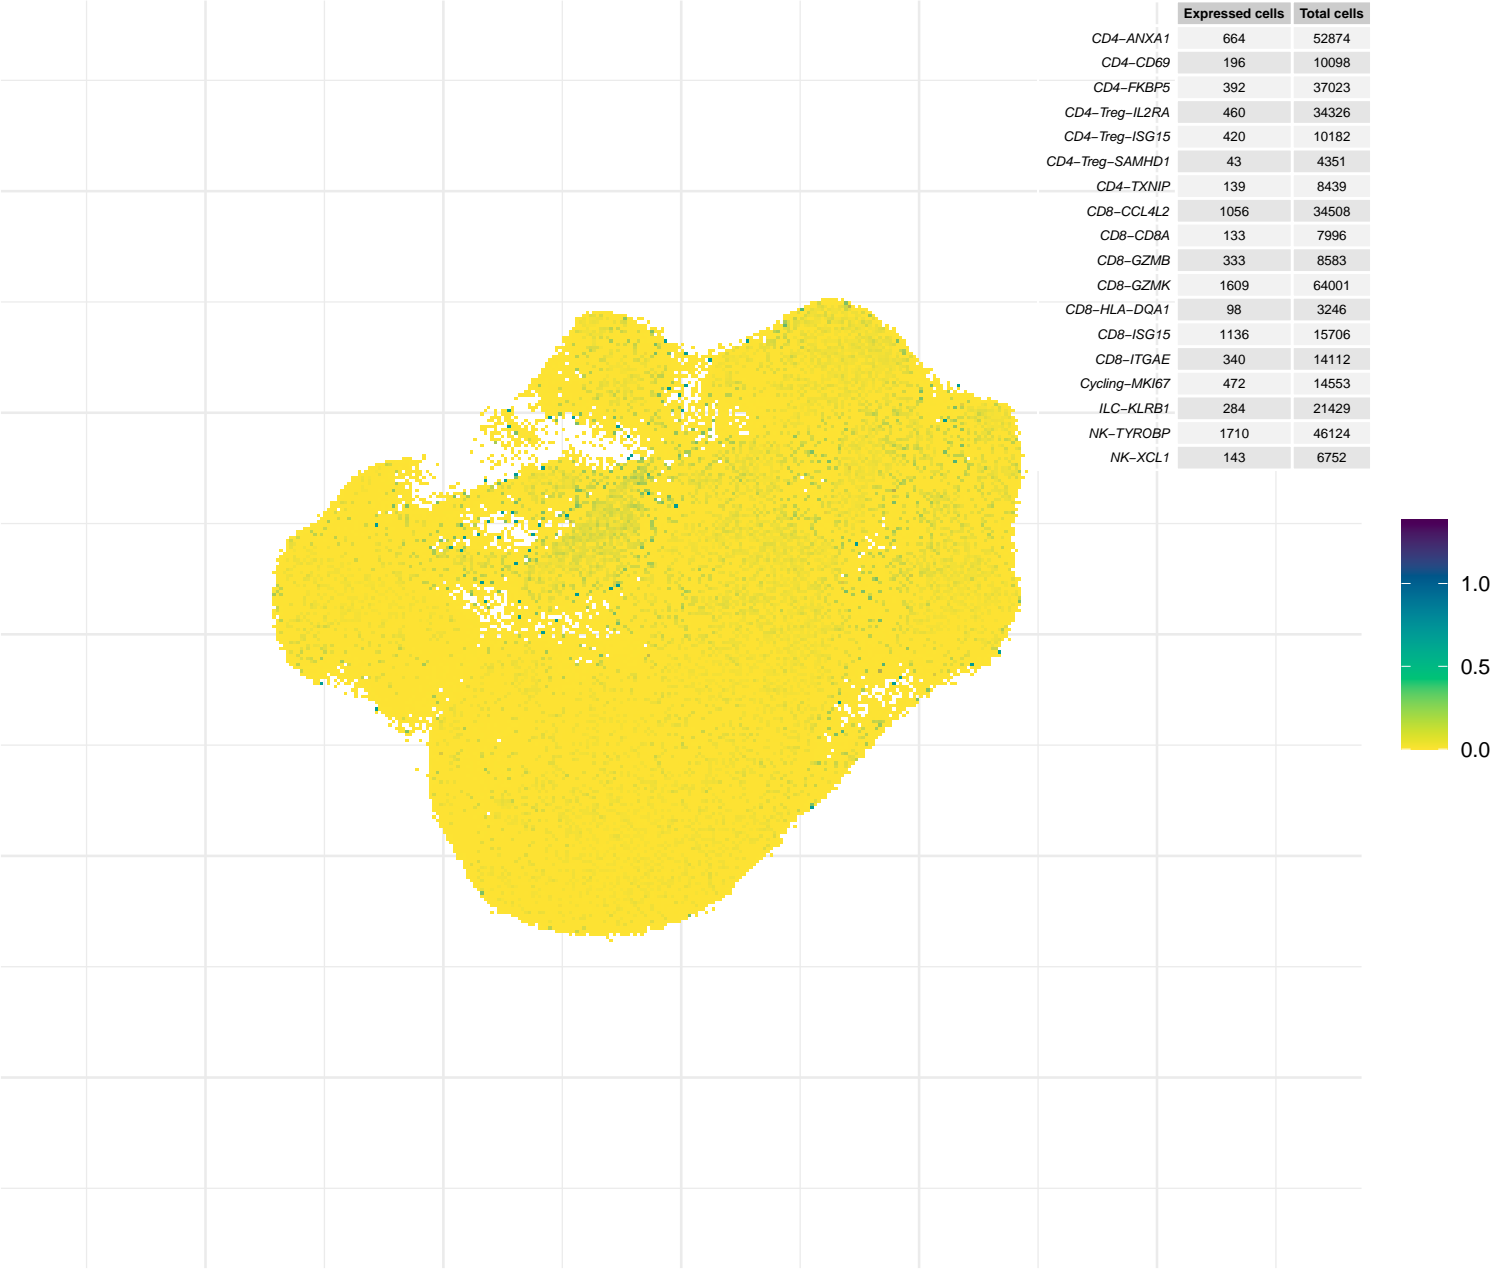 Expressed cells Total cells
CD4−ANXA1 664 52874
CD4−CD69 196 10098
CD4−FKBP5 392 37023
CD4−Treg−IL2RA 460 34326
CD4−Treg−ISG15 420 10182
CD4−Treg−SAMHD1 43 4351
CD4−TXNIP 139 8439
CD8−CCL4L2 1056 34508
CD8−CD8A 133 7996
CD8−GZMB 333 8583
CD8−GZMK 1609 64001
CD8−HLA−DQA1 98 3246
CD8−ISG15 1136 15706
CD8−ITGAE 340 14112
Cycling−MKI67 472 14553
ILC−KLRB1 284 21429
NK−TYROBP 1710 46124
NK−XCL1 143 6752
1.0
0.5
0.0